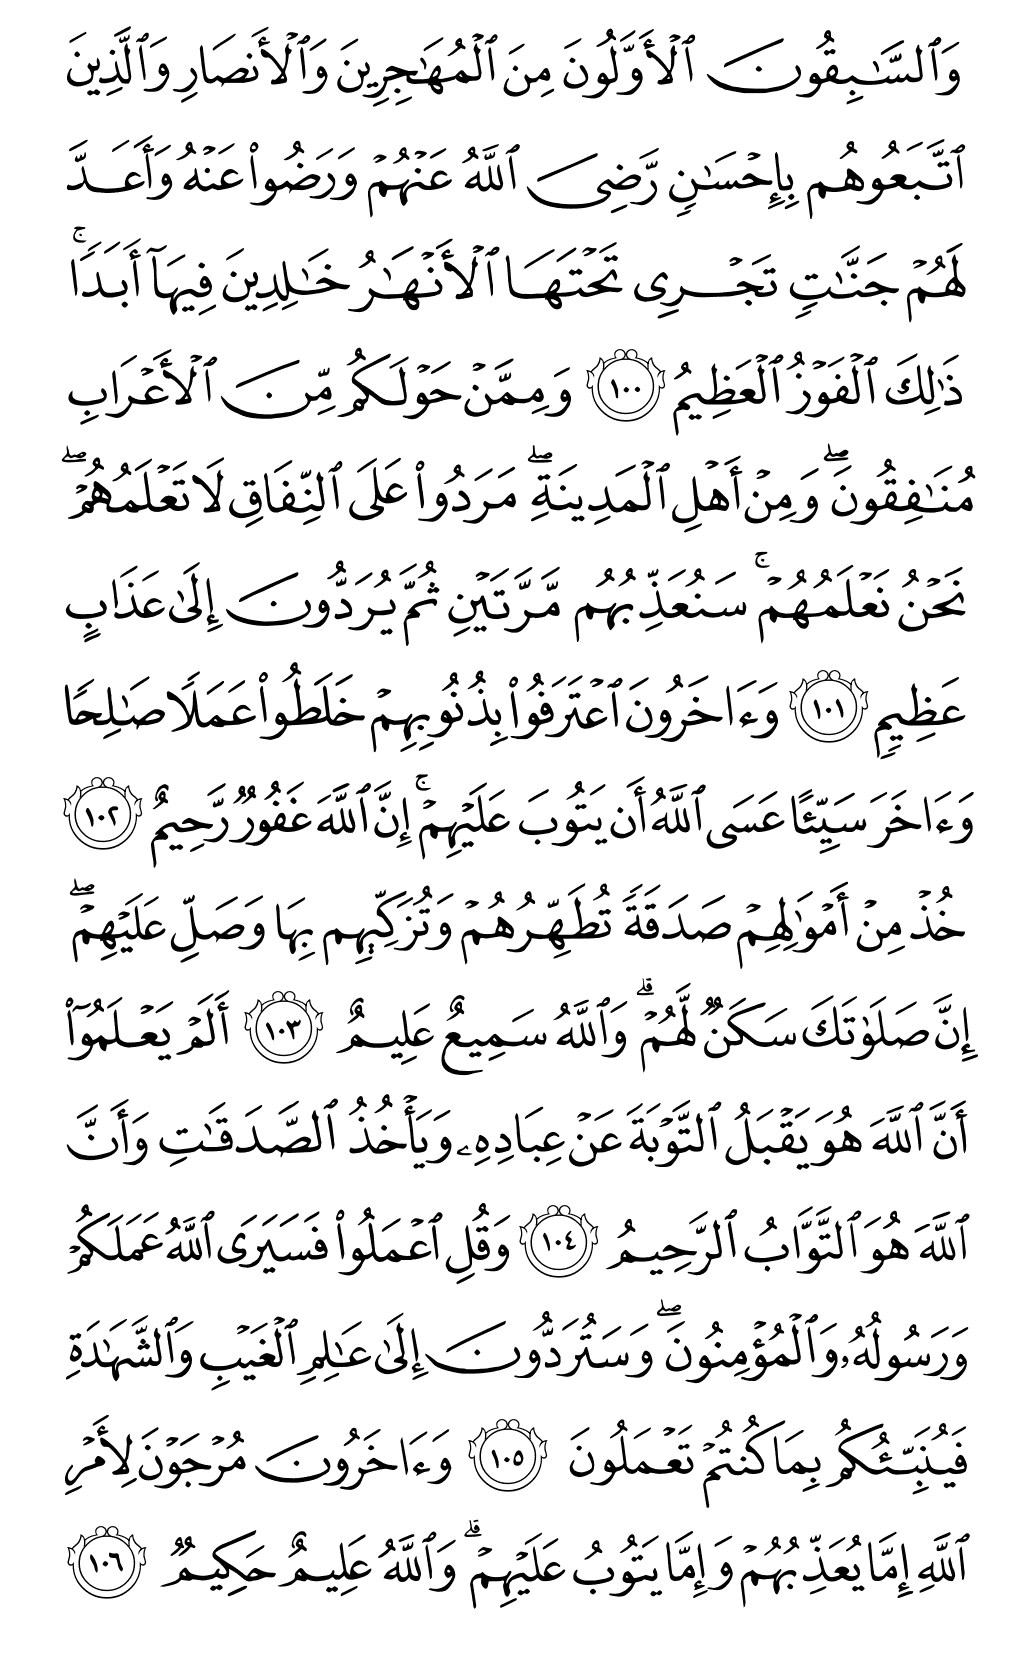 وَٱلسَّٰبِقُونَ ٱلْأَوَّلُونَ مِنَ ٱلْمُهَٰجِرِينَ وَٱلْأَنصَارِ وَٱلَّذِينَ
ٱتَّبَعُوهُم بِإِحْسَٰنٍ رَّضِىَ ٱللَّهُ عَنْهُمْ وَرَضُوا۟ عَنْهُ وَأَعَدَّ
لَهُمْ جَنَّٰتٍ تَجْرِى تَحْتَهَا ٱلْأَنْهَٰرُ خَٰلِدِينَ فِيهَآ أَبَدًا ۚ
ذَٰلِكَ ٱلْفَوْزُ ٱلْعَظِيمُ ١٠٠ وَمِمَّنْ حَوْلَكُم مِّنَ ٱلْأَعْرَابِ
مُنَٰفِقُونَ ۖ وَمِنْ أَهْلِ ٱلْمَدِينَةِ ۖ مَرَدُوا۟ عَلَى ٱلنِّفَاقِ لَا تَعْلَمُهُمْ ۖ
نَحْنُ نَعْلَمُهُمْ ۚ سَنُعَذِّبُهُم مَّرَّتَيْنِ ثُمَّ يُرَدُّونَ إِلَىٰ عَذَابٍ
عَظِيمٍ ١٠١ وَءَاخَرُونَ ٱعْتَرَفُوا۟ بِذُنُوبِهِمْ خَلَطُوا۟ عَمَلًا صَٰلِحًا
وَءَاخَرَ سَيِّئًا عَسَى ٱللَّهُ أَن يَتُوبَ عَلَيْهِمْ ۚ إِنَّ ٱللَّهَ غَفُورٌ رَّحِيمٌ ١٠٢
خُذْ مِنْ أَمْوَٰلِهِمْ صَدَقَةً تُطَهِّرُهُمْ وَتُزَكِّيهِم بِهَا وَصَلِّ عَلَيْهِمْ ۖ
إِنَّ صَلَوٰتَكَ سَكَنٌ لَّهُمْ ۗ وَٱللَّهُ سَمِيعٌ عَلِيمٌ ١٠٣ أَلَمْ يَعْلَمُوٓا۟
أَنَّ ٱللَّهَ هُوَ يَقْبَلُ ٱلتَّوْبَةَ عَنْ عِبَادِهِۦ وَيَأْخُذُ ٱلصَّدَقَٰتِ وَأَنَّ
ٱللَّهَ هُوَ ٱلتَّوَّابُ ٱلرَّحِيمُ ١٠٤ وَقُلِ ٱعْمَلُوا۟ فَسَيَرَى ٱللَّهُ عَمَلَكُمْ
وَرَسُولُهُۥ وَٱلْمُؤْمِنُونَ ۖ وَسَتُرَدُّونَ إِلَىٰ عَٰلِمِ ٱلْغَيْبِ وَٱلشَّهَٰدَةِ
فَيُنَبِّئُكُم بِمَا كُنتُمْ تَعْمَلُونَ ١٠٥ وَءَاخَرُونَ مُرْجَوْنَ لِأَمْرِ
ٱللَّهِ إِمَّا يُعَذِّبُهُمْ وَإِمَّا يَتُوبُ عَلَيْهِمْ ۗ وَٱللَّهُ عَلِيمٌ حَكِيمٌ ١٠٦